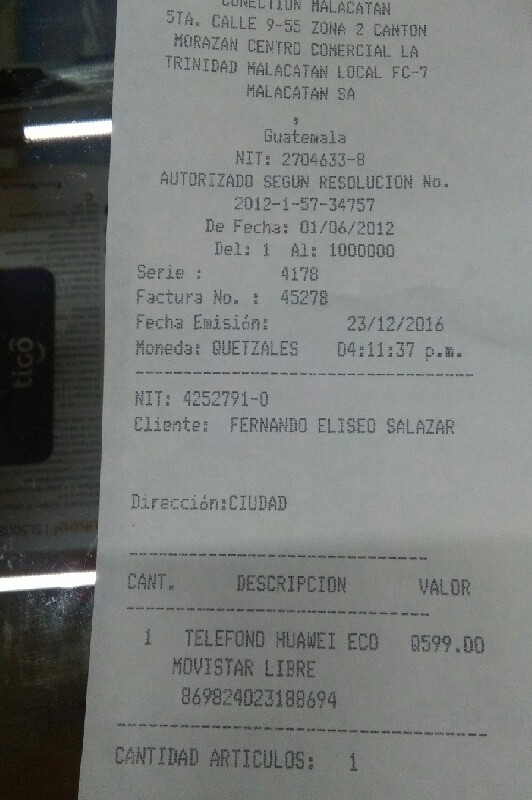 CONECTION MALACATAN
5TA. CALLE 9-55 ZONA 2 CANTON
MORAZAN CENTRO COMERCIAL LA
TRINIDAD MALACATAN LOCAL FC-7
MALACATAN SA
,
Guatemala
NIT: 2704633-8
AUTORIZADO SEGUN RESOLUCION No.
2012-1-57-34757
De Fecha: 01/06/2012
Del: 1 Al: 1000000
Serie : 4178
Factura No. : 45278
Fecha Emisión: 23/12/2016
Moneda: QUETZALES 04:11:37 p.m.
NIT: 4252791-0
Cliente: FERNANDO ELISEO SALAZAR
Dirección:CIUDAD
CANT. DESCRIPCION VALOR
1 TELEFONO HUAWEI ECO Q599.00
MOVISTAR LIBRE
869824023188694
CANTIDAD ARTICULOS: 1
tigo